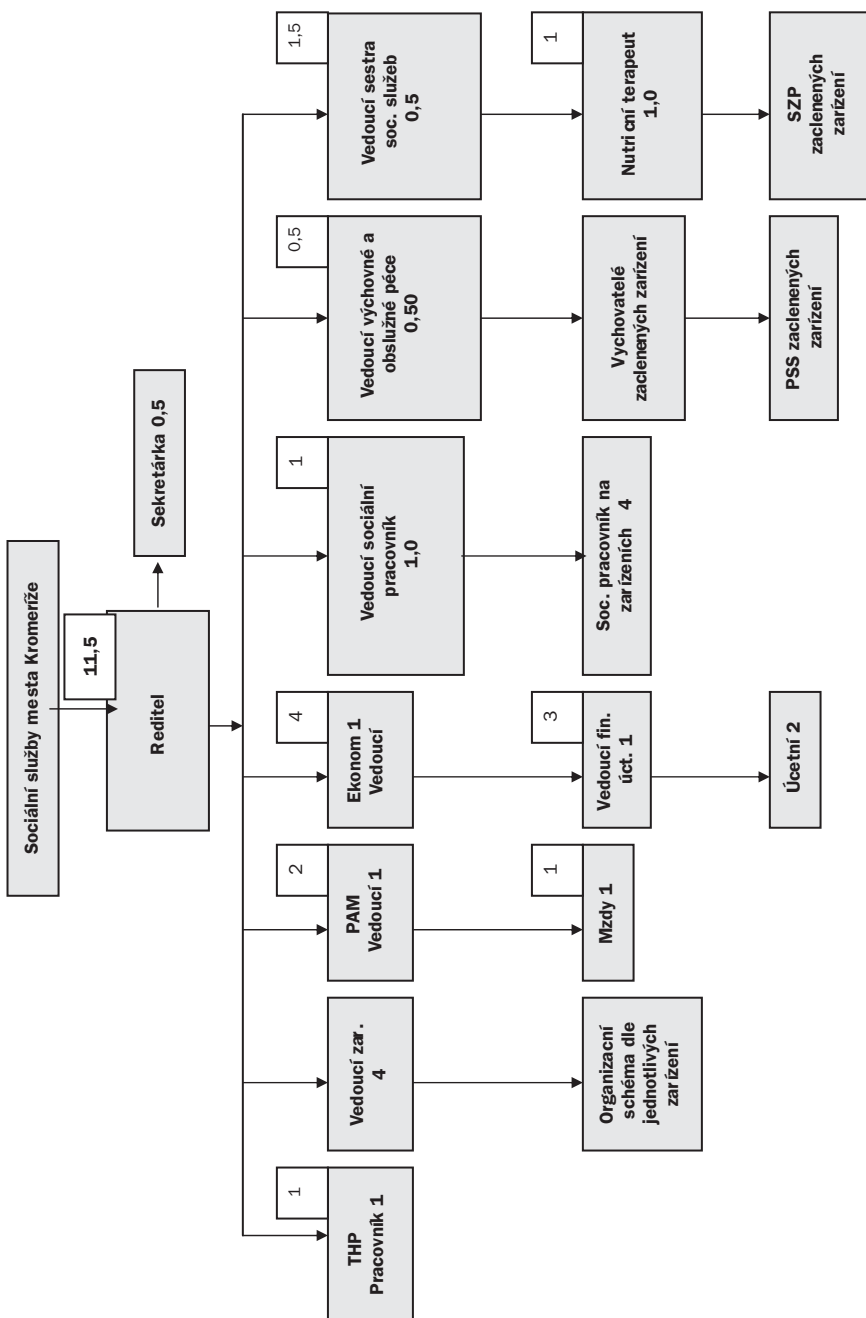 Sociální služby mesta Kromeríže
11,5
Reditel
Sekretárka 0,5
1
THP
Pracovník 1
Vedoucí zar.
4
2
PAM
Vedoucí 1
4
Ekonom 1
Vedoucí
1
Vedoucí sociální
pracovník
1,0
0,5
Vedoucí výchovné a
obslužné péce
0,50
1,5
Vedoucí sestra
soc. služeb
0,5
Organizacní
schéma dle
jednotlivých
zarízení
1
Mzdy 1
3
Vedoucí fin.
úct. 1
Soc. pracovník na
zarízeních 4
Vychovatelé
zaclenených zarízení
1
Nutricní terapeut
1,0
Úcetní 2
PSS zaclenených
zarízení
SZP
zaclenených
zarízení